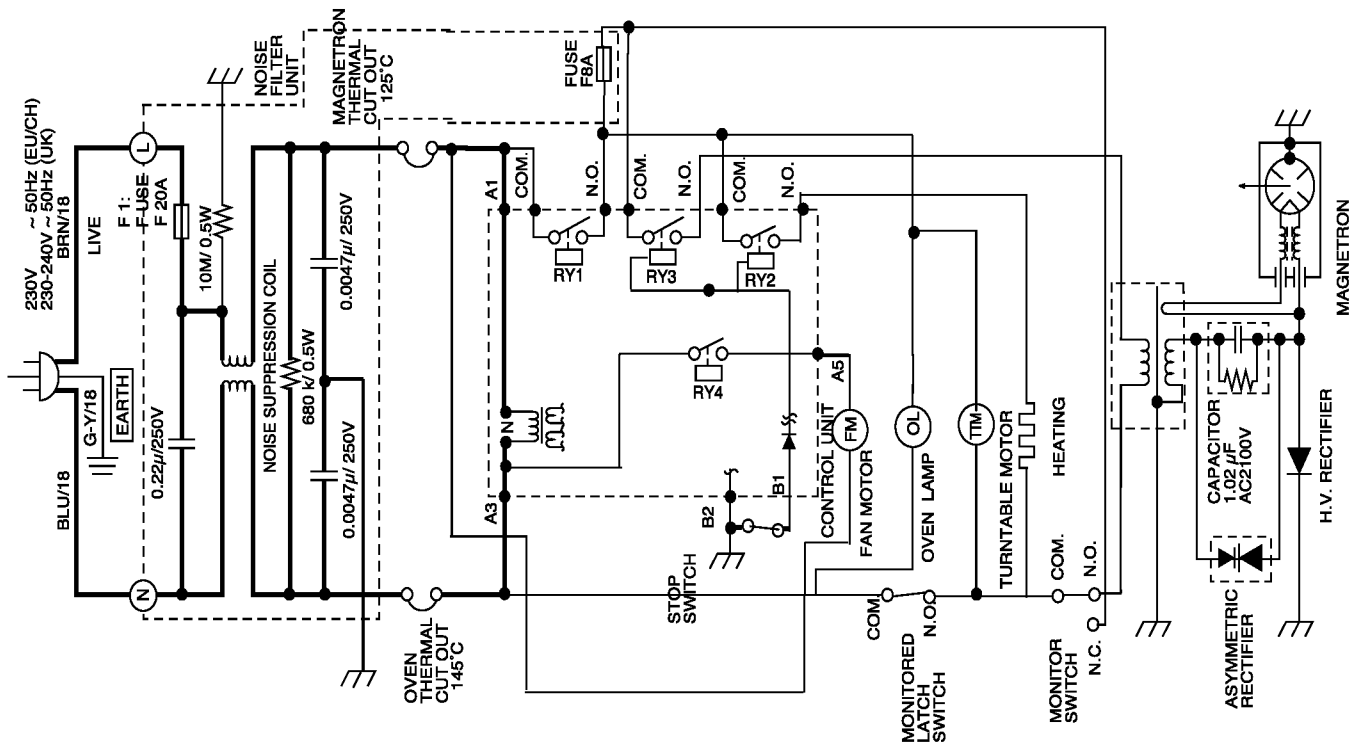 230V ~ 50Hz (EU/CH)
230-240V ~ 50Hz (UK)
BRN/18
LIVE
L
F 1:
FUSE
F 20A
10M/ 0.5W
NOISE
FILTER
UNIT
MAGNETRON
THERMAL
CUT OUT
125°C
BLU/18
G-Y/18
EARTH
N
0.22μ/250V
NOISE SUPPRESSION COIL
680 k/ 0.5W
0.0047μ/ 250V
0.0047μ/ 250V
OVEN
THERMAL
CUT OUT
145°C
A1
A3
N
COM.
N.O.
COM.
N.O.
COM.
N.O.
FUSE
F8A
RY1
RY3
RY2
RY4
A5
B2
B1
STOP
SWITCH
CONTROL UNIT
FM
FAN MOTOR
OL
OVEN LAMP
TTM
TURNTABLE MOTOR
HEATING
COM.
N.O.
MONITORED
LATCH
SWITCH
COM.
N.O.
N.C.
MONITOR
SWITCH
MAGNETRON
CAPACITOR
1.02 μF
AC2100V
H.V. RECTIFIER
ASYMMETRIC
RECTIFIER